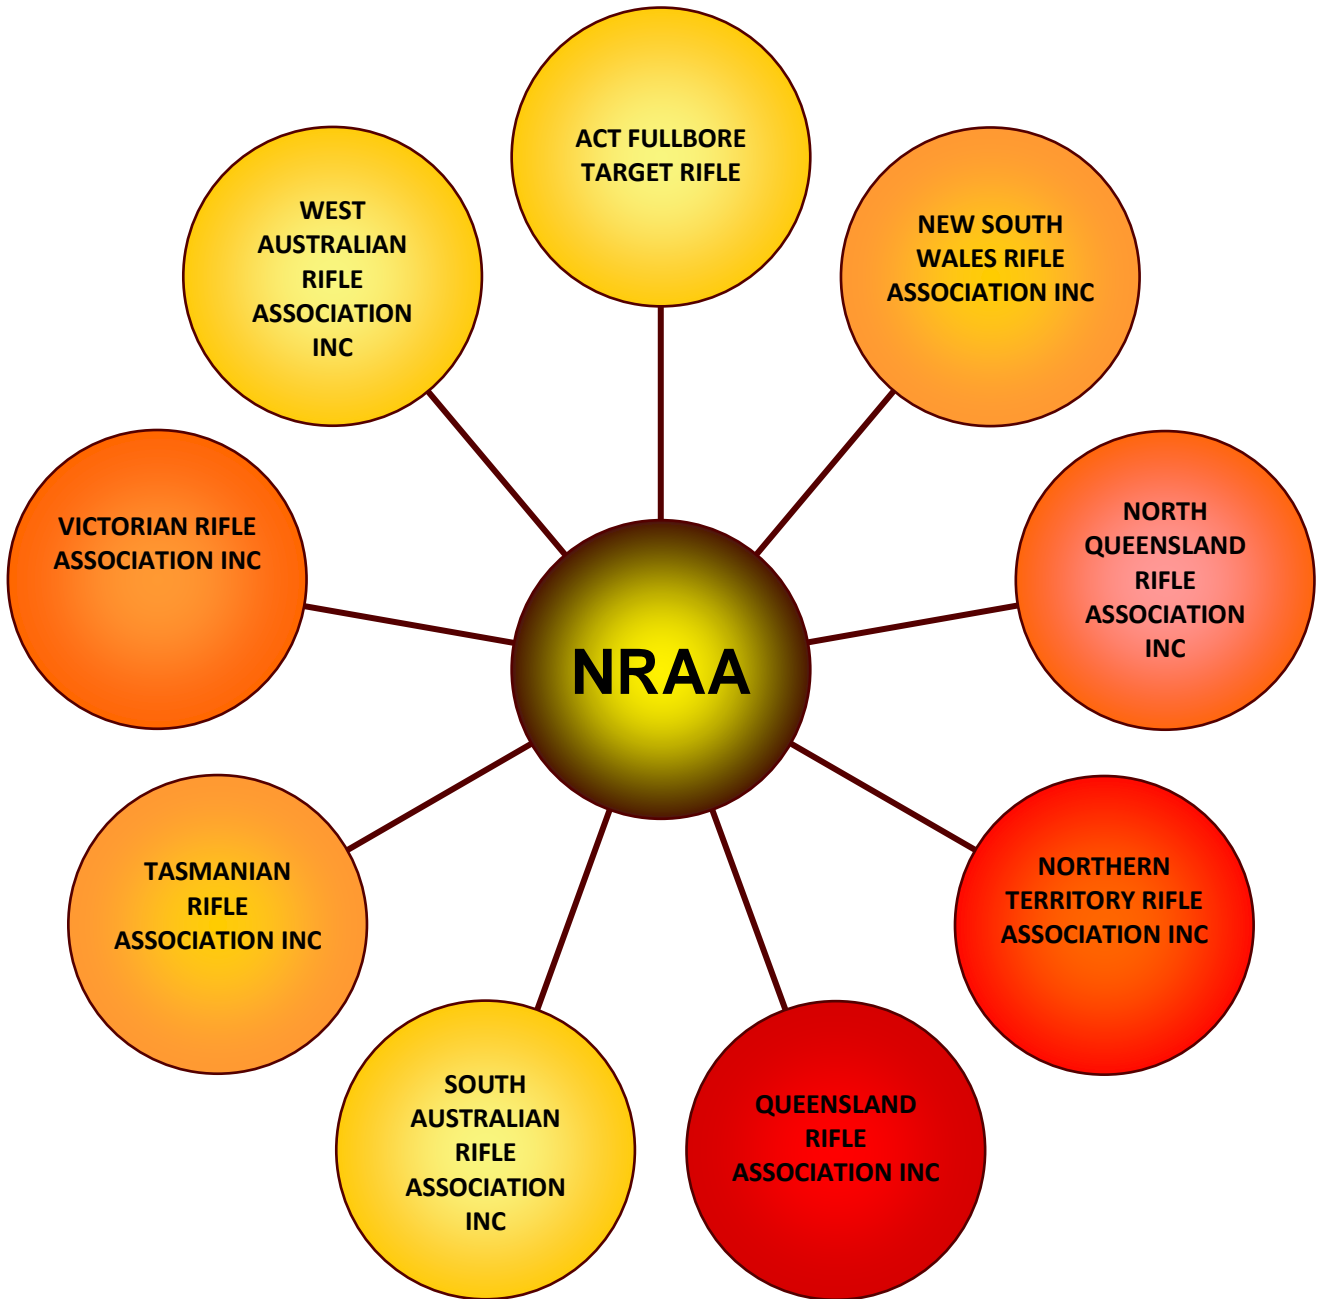 ACT FULLBORE
TARGET RIFLE
NEW SOUTH
WALES RIFLE
ASSOCIATION INC
NORTH
QUEENSLAND
RIFLE
ASSOCIATION
INC
NORTHERN
TERRITORY RIFLE
ASSOCIATION INC
QUEENSLAND
RIFLE
ASSOCIATION INC
SOUTH
AUSTRALIAN
RIFLE
ASSOCIATION
INC
TASMANIAN
RIFLE
ASSOCIATION INC
VICTORIAN RIFLE
ASSOCIATION INC
WEST
AUSTRALIAN
RIFLE
ASSOCIATION
INC
NRAA